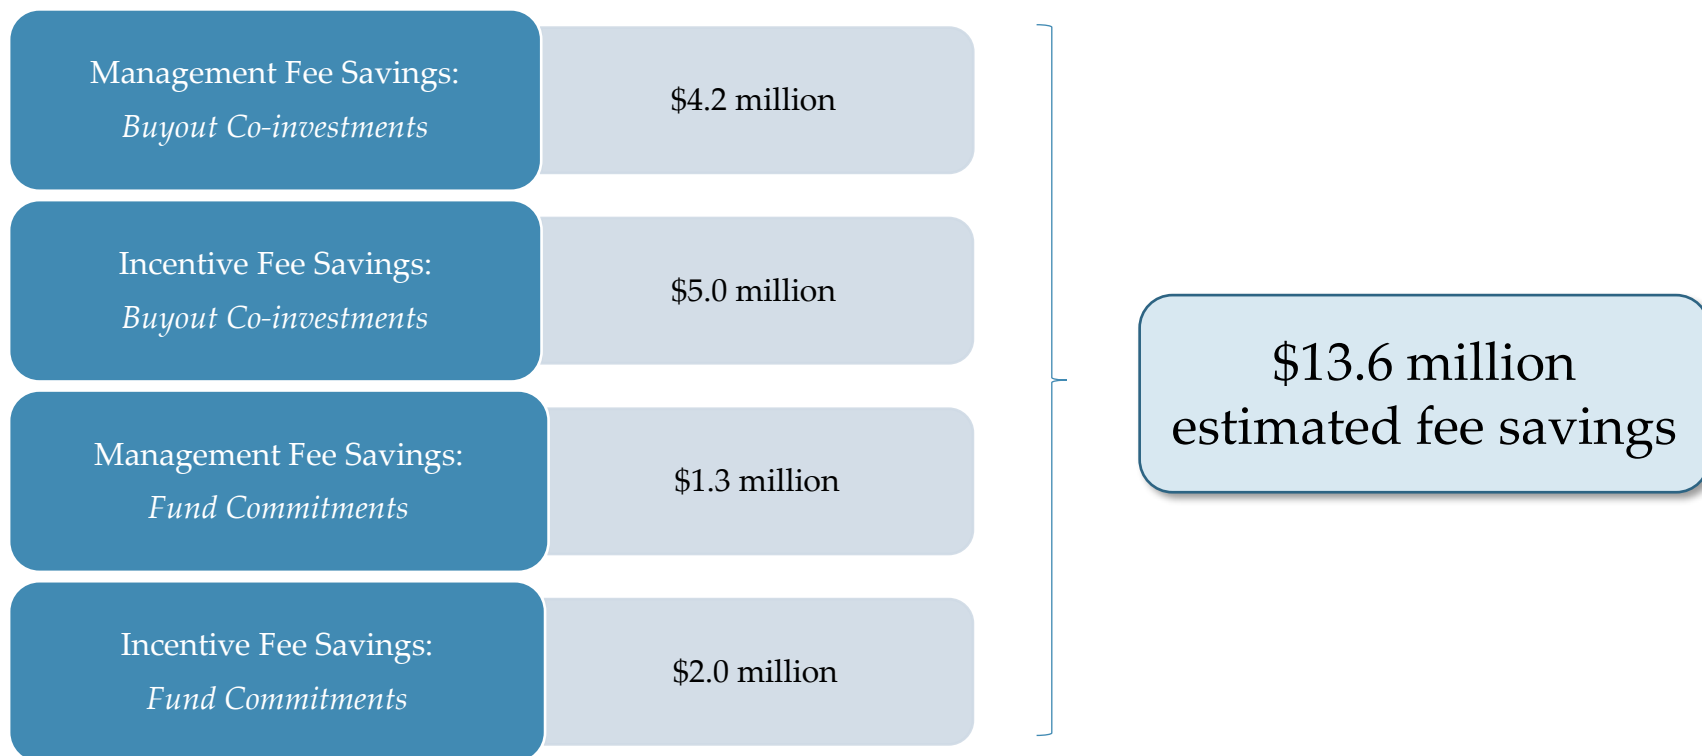 Management Fee Savings:
Buyout Co-investments
$4.2 million
Incentive Fee Savings:
Buyout Co-investments
$5.0 million
Management Fee Savings:
Fund Commitments
$1.3 million
Incentive Fee Savings:
Fund Commitments
$2.0 million
$13.6 million
estimated fee savings